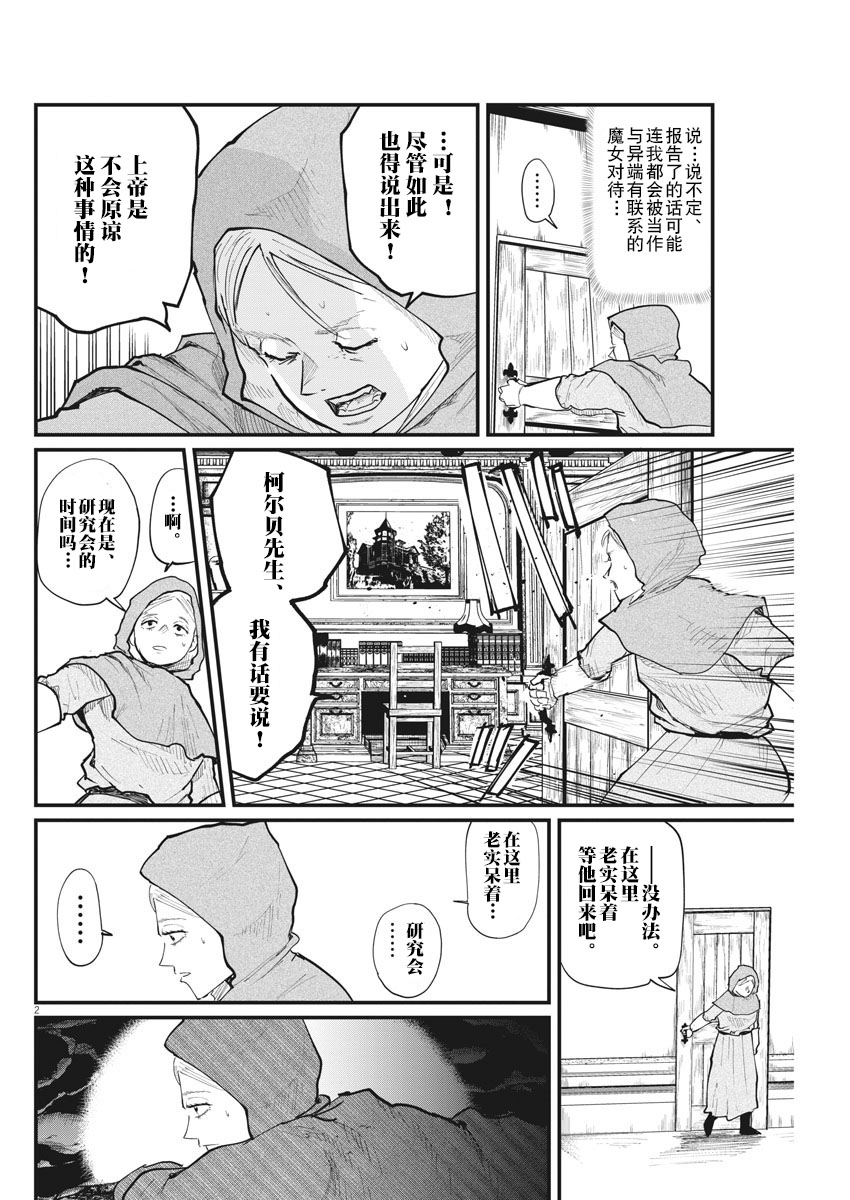 说…说不定、
报告了的话可能
连我都会被当作
与异端有联系的
魔女对待…
……
…可是！
尽管如此
也得说出来！
上帝是
不会原谅
这种事情的！
柯尔贝先生、
我有话要说！
…啊。
现在是、
研究会的
时间吗…
——没办法。
在这里
老实呆着
等他回来吧。
在这里
老实呆着…
研究会
……
……
2